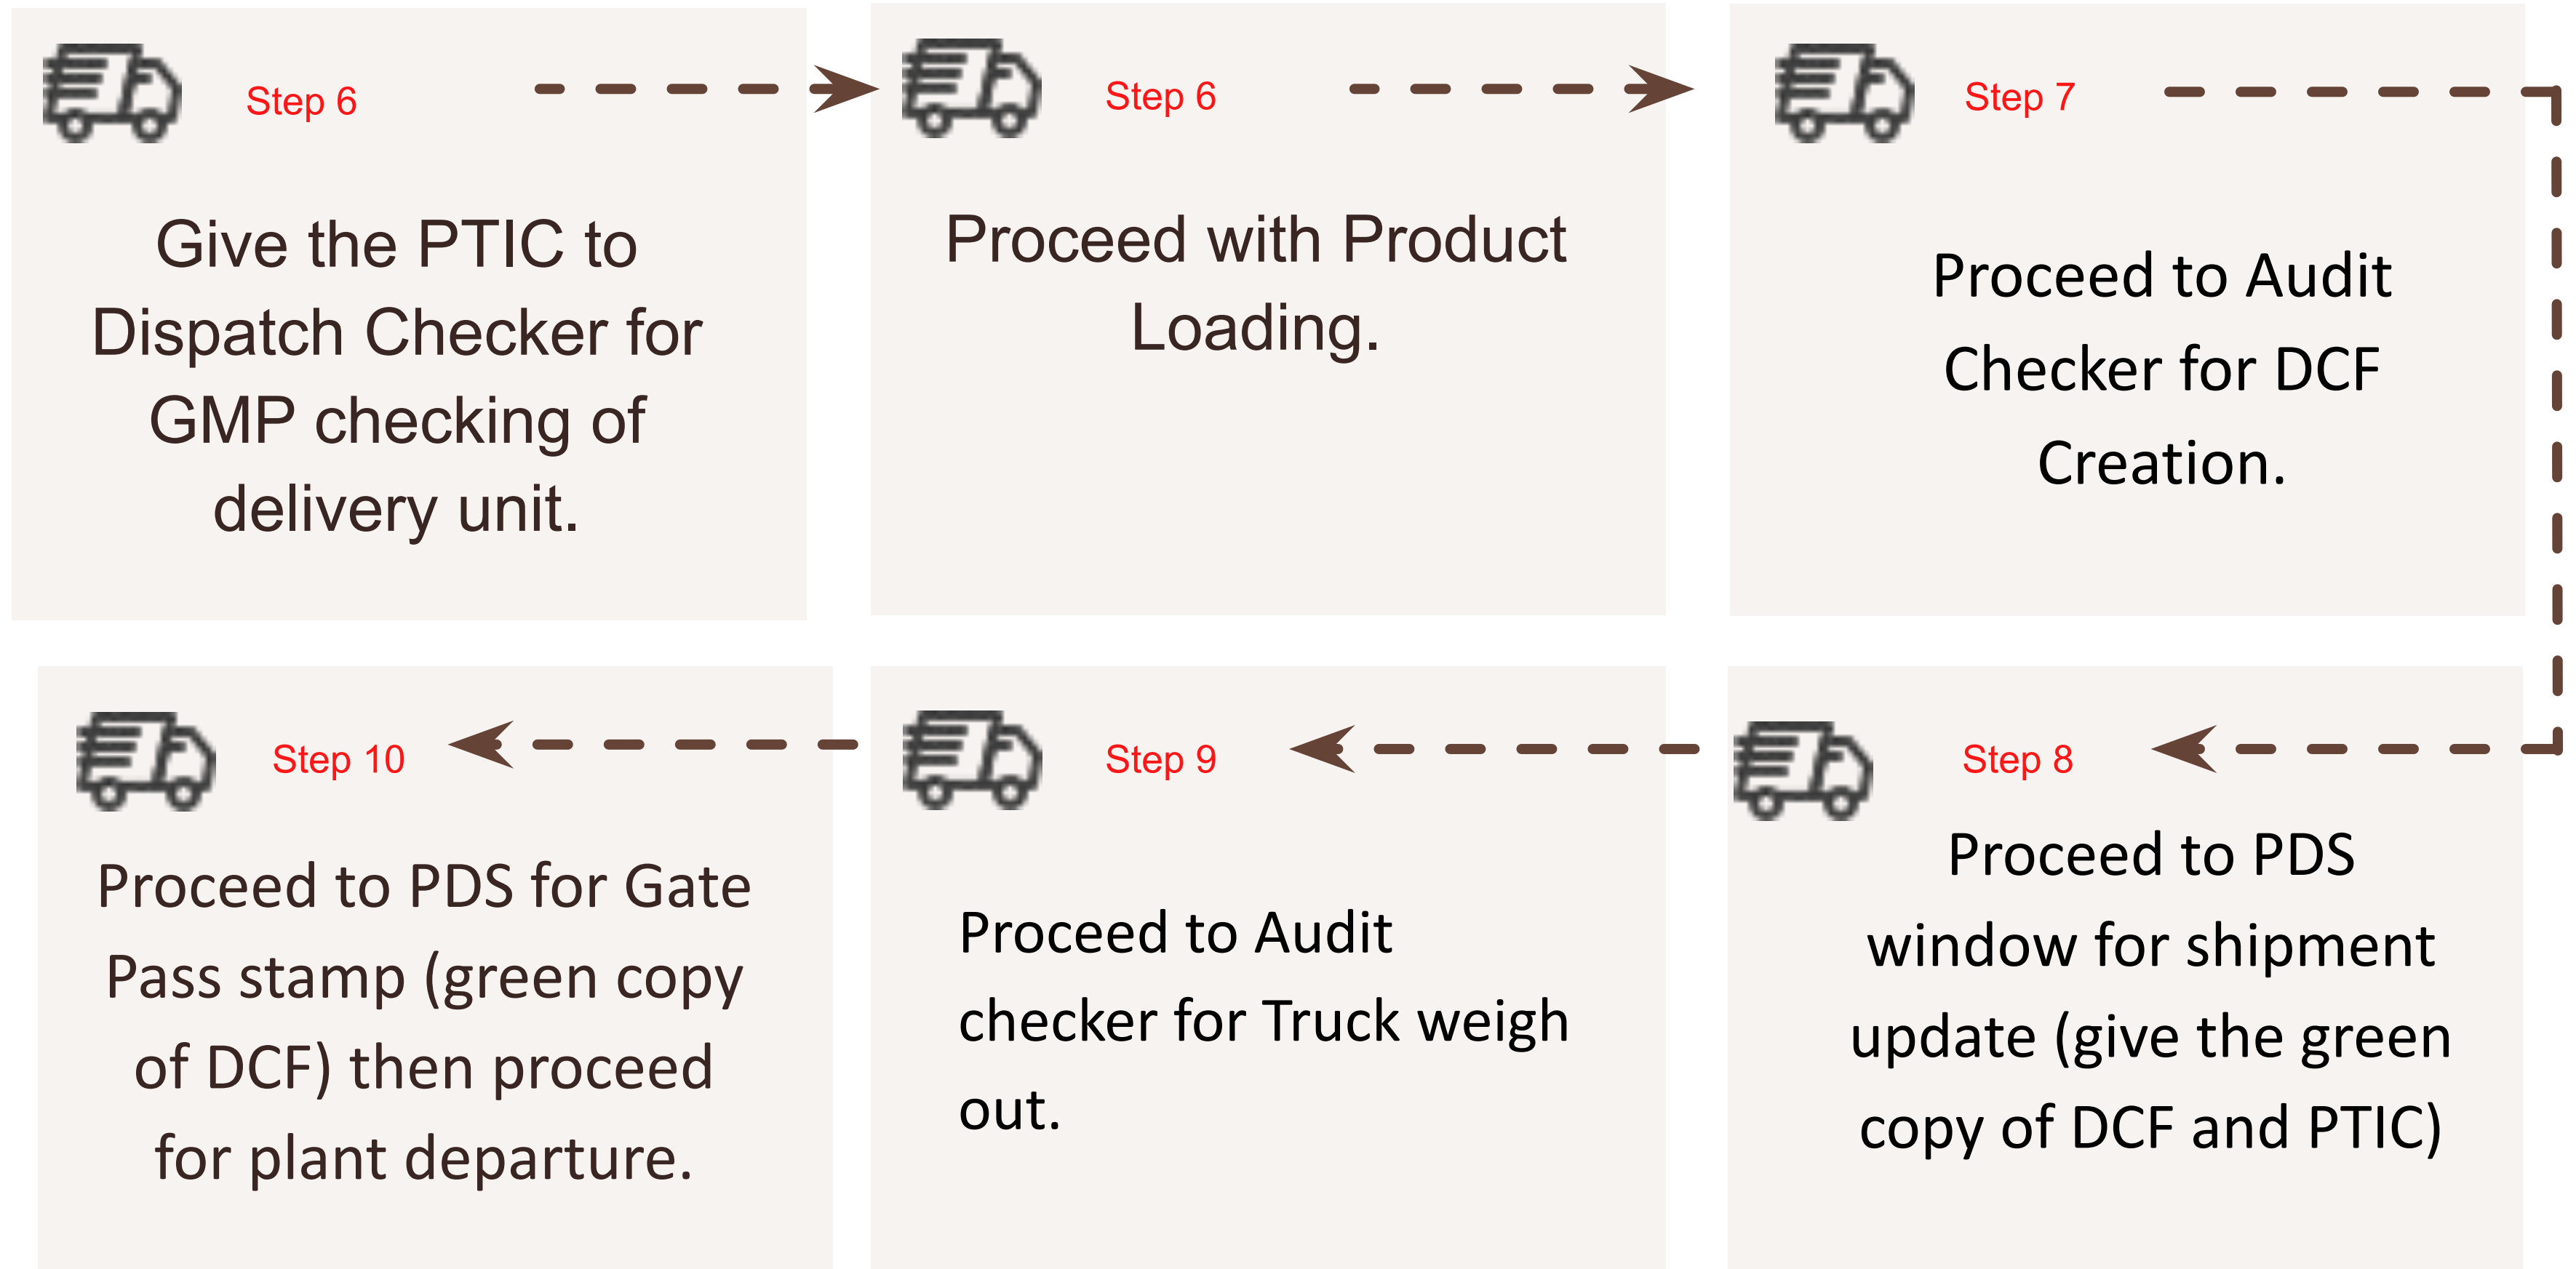 Step 6
Give the PTIC to
Dispatch Checker for
GMP checking of
delivery unit.
Step 6
Proceed with Product
Loading.
Step 7
Proceed to Audit
Checker for DCF
Creation.
Step 8
Proceed to PDS
window for shipment
update (give the green
copy of DCF and PTIC)
Step 9
Proceed to Audit
checker for Truck weigh
out.
Step 10
Proceed to PDS for Gate
Pass stamp (green copy
of DCF) then proceed
for plant departure.